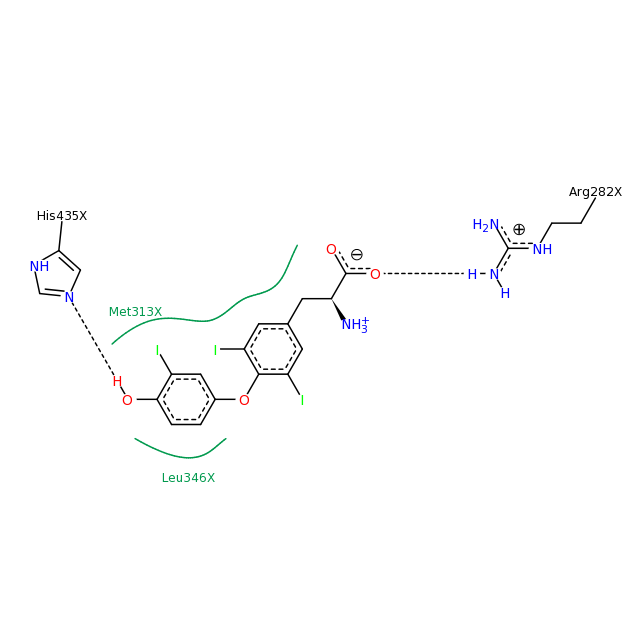 Arg282X
His435X
H₂N
⊕
NH
O
⊖
NH
O
H
N
N
H
Met313X
NH₃⁺
I
I
H
O
O
I
Leu346X